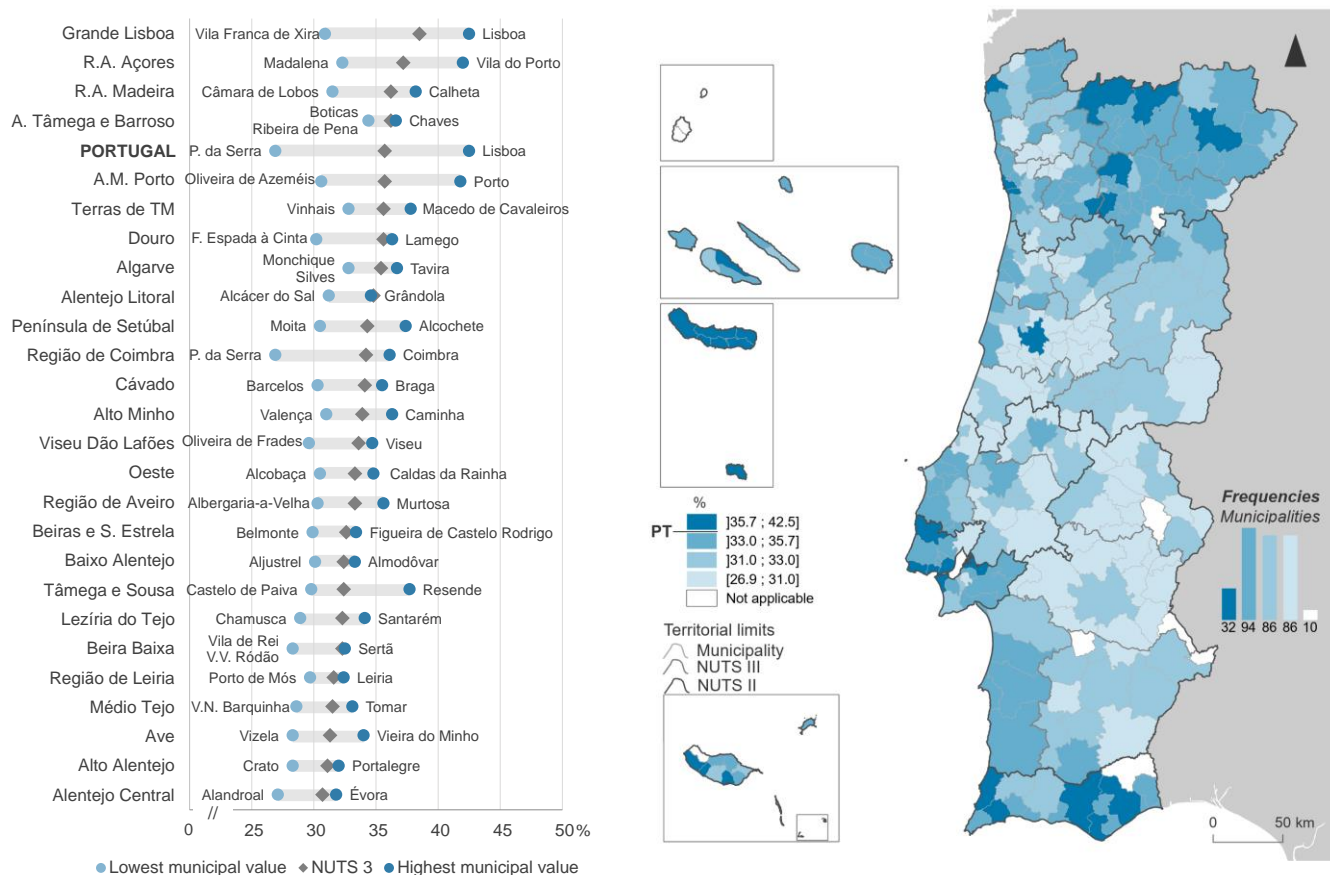 Grande Lisboa Vila Franca de Xira Lisboa
R.A. Açores Madalena Vila do Porto
R.A. Madeira Câmara de Lobos Calheta
A. Tâmega e Barroso Boticas Ribeira de Pena Chaves
PORTUGAL P. da Serra Lisboa
A.M. Porto Oliveira de Azeméis Porto
Terras de TM Vinhais Macedo de Cavaleiros
Douro F. Espada à Cinta Lamego
Algarve Monchique Silves Tavira
Alentejo Litoral Alcácer do Sal Grândola
Península de Setúbal Moita Alcochete
Região de Coimbra P. da Serra Coimbra
Cávado Barcelos Braga
Alto Minho Valença Caminha
Viseu Dão Lafões Oliveira de Frades Viseu
Oeste Alcobaça Caldas da Rainha
Região de Aveiro Albergaria-a-Velha Murtosa
Beiras e S. Estrela Belmonte Figueira de Castelo Rodrigo
Baixo Alentejo Aljustrel Almodôvar
Tâmega e Sousa Castelo de Paiva Resende
Lezíria do Tejo Chamusca Santarém
Beira Baixa Vila de Rei V.V. Ródão Sertã
Região de Leiria Porto de Mós Leiria
Médio Tejo V.N. Barquinha Tomar
Ave Vizela Vieira do Minho
Alto Alentejo Crato Portalegre
Alentejo Central Alandroal Évora
0 // 25 30 35 40 45 50 %
Lowest municipal value NUTS 3 Highest municipal value
%
PT
]35.7 ; 42.5]
]33.0 ; 35.7]
]31.0 ; 33.0]
[26.9 ; 31.0]
Not applicable
Territorial limits
Municipality
NUTS III
NUTS II
Frequencies
Municipalities
32 94 86 86 10
0 50 km